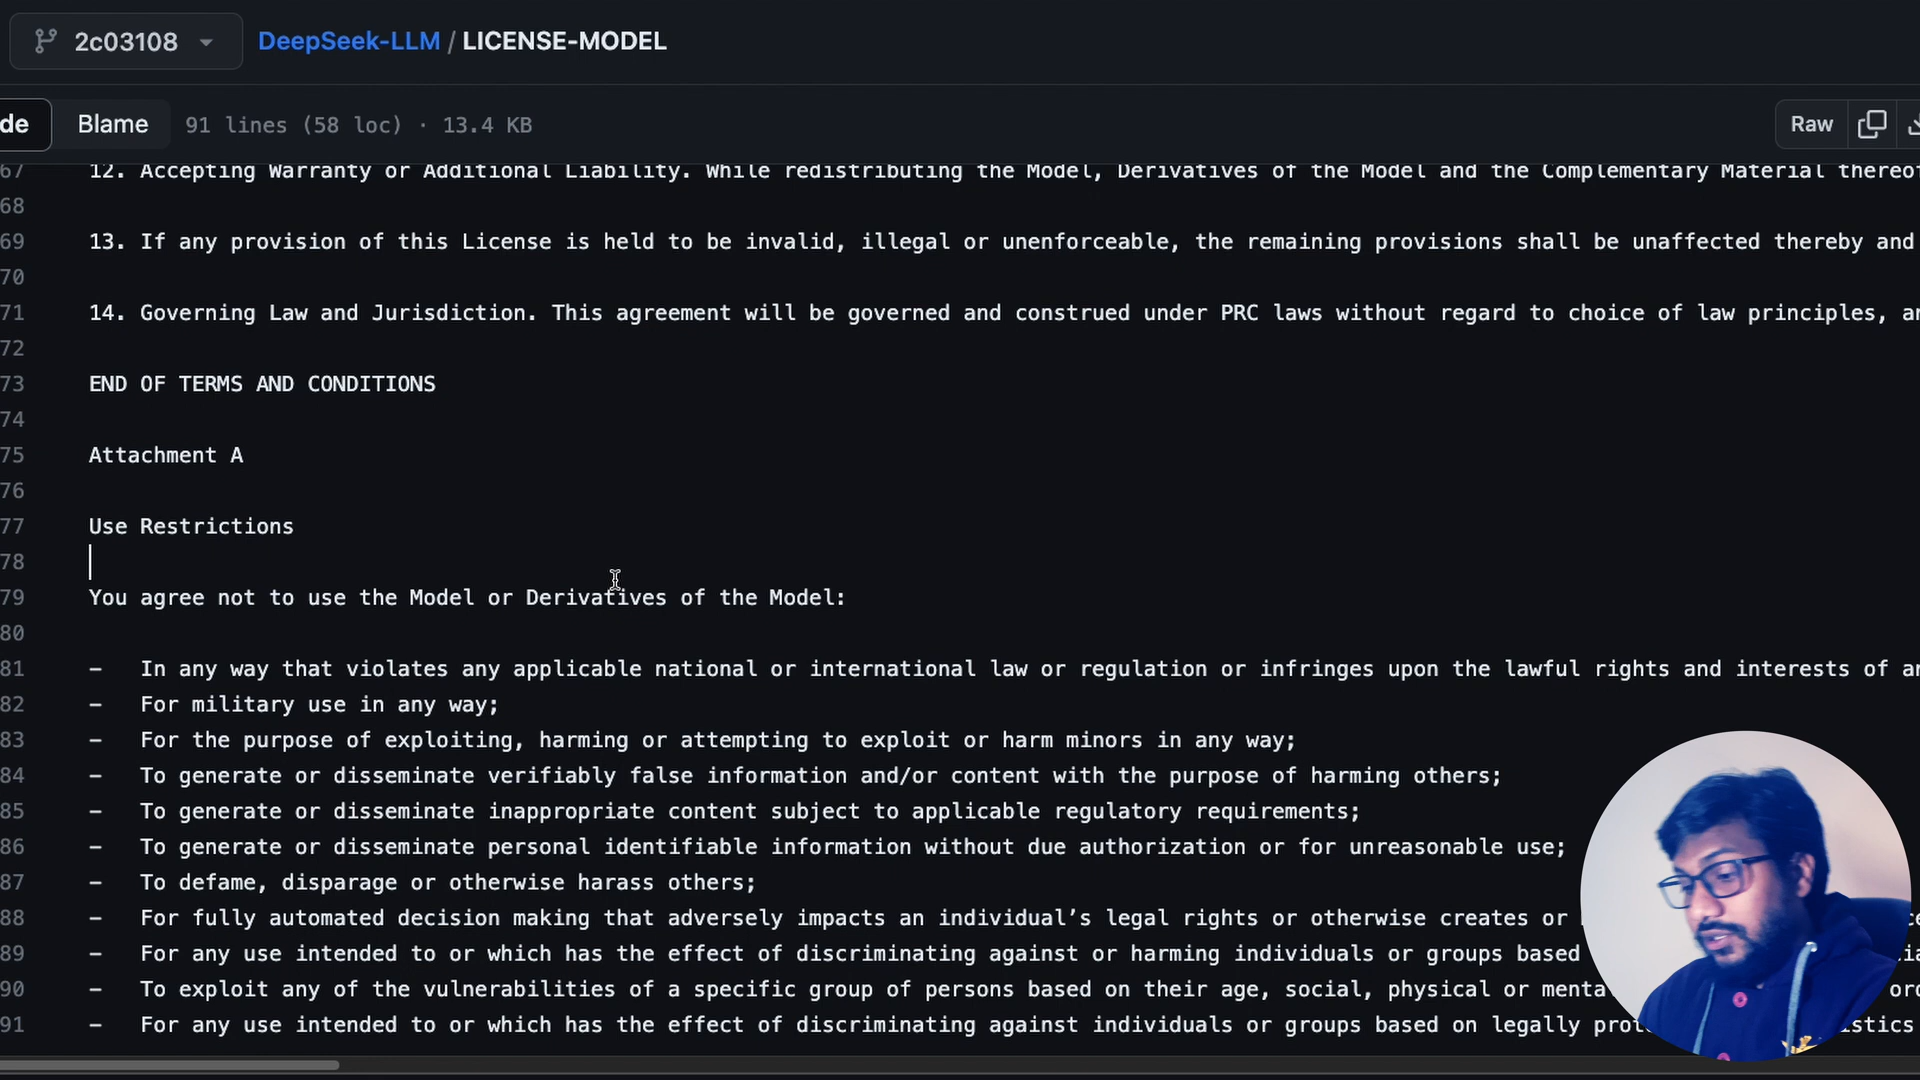 2c03108 DeepSeek-LLM / LICENSE-MODEL
de Blame 91 lines (58 loc) · 13.4 KB Raw
67 12. Accepting Warranty or Additional Liability. While redistributing the Model, Derivatives of the Model and the Complementary Material thereof
68
69 13. If any provision of this License is held to be invalid, illegal or unenforceable, the remaining provisions shall be unaffected thereby and
70
71 14. Governing Law and Jurisdiction. This agreement will be governed and construed under PRC laws without regard to choice of law principles,
72
73 END OF TERMS AND CONDITIONS
74
75 Attachment A
76
77 Use Restrictions
78
79 You agree not to use the Model or Derivatives of the Model:
80
81 - In any way that violates any applicable national or international law or regulation or infringes upon the lawful rights and interests of
82 - For military use in any way;
83 - For the purpose of exploiting, harming or attempting to exploit or harm minors in any way;
84 - To generate or disseminate verifiably false information and/or content with the purpose of harming others;
85 - To generate or disseminate inappropriate content subject to applicable regulatory requirements;
86 - To generate or disseminate personal identifiable information without due authorization or for unreasonable use;
87 - To defame, disparage or otherwise harass others;
88 - For fully automated decision making that adversely impacts an individual’s legal rights or otherwise creates or
89 - For any use intended to or which has the effect of discriminating against or harming individuals or groups based
90 - To exploit any of the vulnerabilities of a specific group of persons based on their age, social, physical or
91 - For any use intended to or which has the effect of discriminating against individuals or groups based on legally